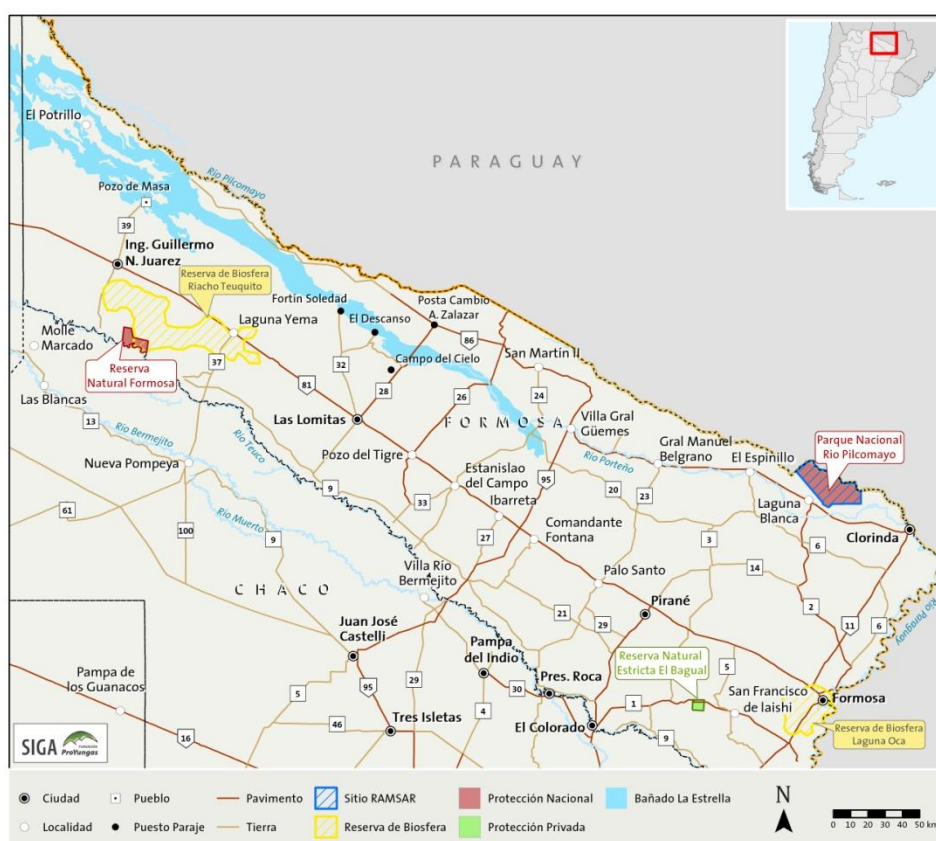 PARAGUAY
El Potrillo
Río Pilcomayo
Pozo de Masa
39
Ing. Guillermo
N. Juarez
Reserva de Biosfera
Riacho Teuquito
Fortín Soledad
Posta Cambio
A. Zalazar
El Descanso
Laguna Yema
Molle
Marcado
86
San Martín II
Reserva
Natural Formosa
Campo del Cielo
37
32
28
81
26
24
Las Blancas
13
Río Bermejito
Río Teuco
Las Lomitas
FORMOSA
Villa Gral
Güemes
Gral Manuel
Belgrano
El Espinillo
Parque Nacional
Rio Pilcomayo
Nueva Pompeya
Pozo del Tigre
Río Porteño
9
Estanislao
del Campo
95
20
23
Laguna
Blanca
33
Ibarreta
61
Río Muerto
100
9
27
Comandante
Fontana
3
6
Clorinda
CHACO
Villa Río
Bermejito
Palo Santo
14
2
11
6
Río Paraguay
21
29
Pirané
Juan José
Castelli
Pampa
del Indio
Reserva Natural
Estricta El Bagual
5
Pampa de
los Guanacos
5
95
29
30
Pres. Roca
1
San Francisco
de laishi
Formosa
46
Tres Isletas
4
El Colorado
9
Reserva de Biosfera
Laguna Oca
16
SIGA
FUNDACIÓN
ProYungas
Ciudad
Pueblo
Pavimento
Sitio RAMSAR
Protección Nacional
Bañado La Estrella
N
Localidad
Puesto Paraje
Tierra
Reserva de Biosfera
Protección Privada
0 10 20 30 40 50 km